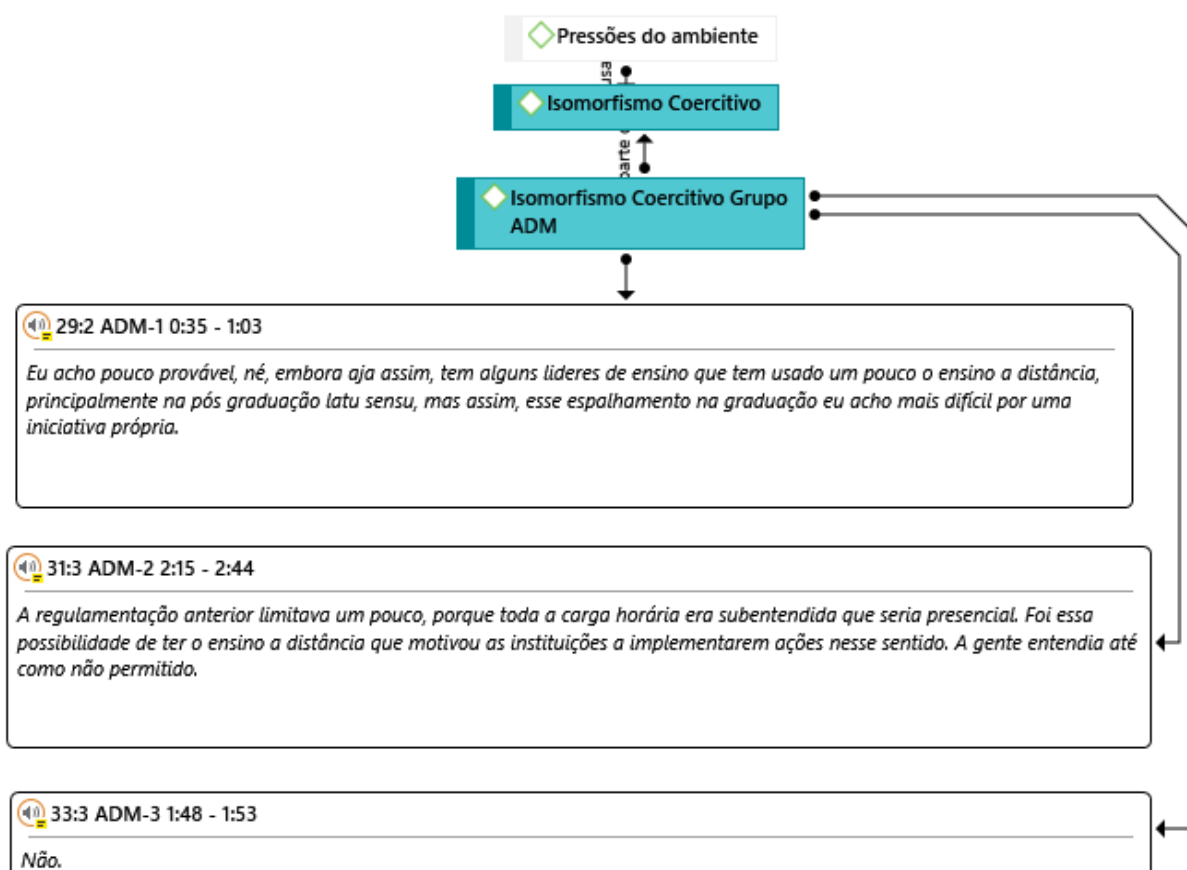 Pressões do ambiente
usa
Isomorfismo Coercitivo
parte
Isomorfismo Coercitivo Grupo
ADM
29:2 ADM-1 0:35 - 1:03
Eu acho pouco provável, né, embora aja assim, tem alguns lideres de ensino que tem usado um pouco o ensino a distância,
principalmente na pós graduação latu sensu, mas assim, esse espalhamento na graduação eu acho mais difícil por uma
iniciativa própria.
31:3 ADM-2 2:15 - 2:44
A regulamentação anterior limitava um pouco, porque toda a carga horária era subentendida que seria presencial. Foi essa
possibilidade de ter o ensino a distância que motivou as instituições a implementarem ações nesse sentido. A gente entendia até
como não permitido.
33:3 ADM-3 1:48 - 1:53
Não.